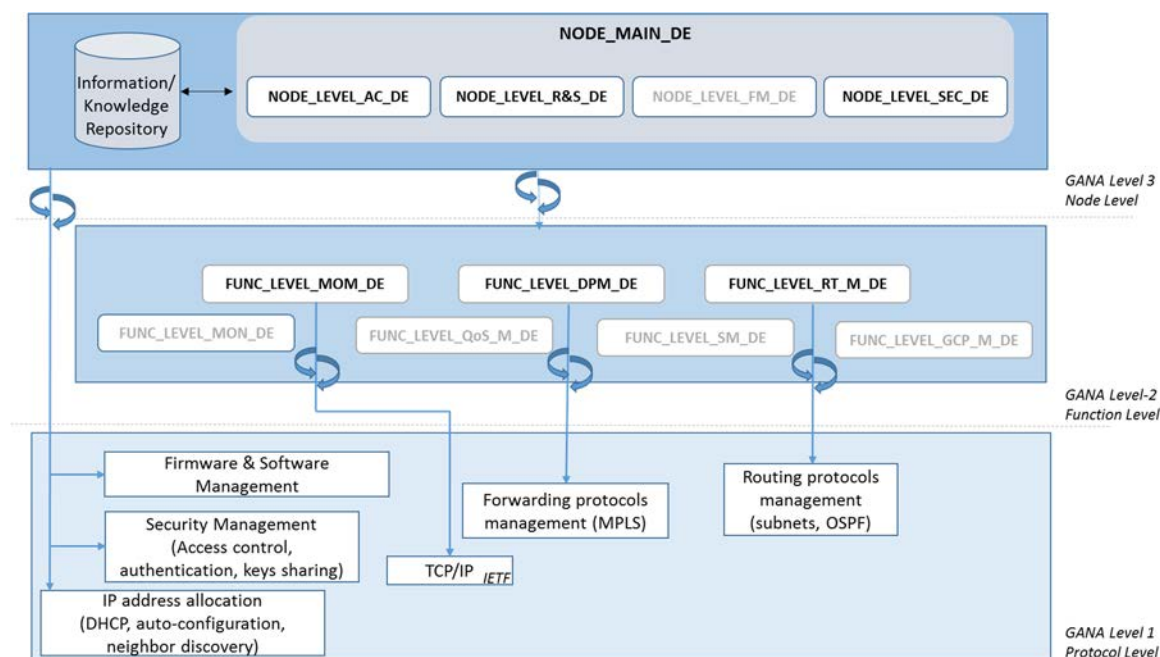 NODE_MAIN_DE
Information/
Knowledge
Repository
NODE_LEVEL_AC_DE
NODE_LEVEL_R&S_DE
NODE_LEVEL_FM_DE
NODE_LEVEL_SEC_DE
GANA Level 3
Node Level
FUNC_LEVEL_MOM_DE
FUNC_LEVEL_DPM_DE
FUNC_LEVEL_RT_M_DE
FUNC_LEVEL_MON_DE
FUNC_LEVEL_QoS_M_DE
FUNC_LEVEL_SM_DE
FUNC_LEVEL_GCP_M_DE
GANA Level-2
Function Level
Firmware & Software
Management
Security Management
(Access control,
authentication, keys sharing)
IP address allocation
(DHCP, auto-configuration,
neighbor discovery)
TCP/IP
IETF
Forwarding protocols
management (MPLS)
Routing protocols
management
(subnets, OSPF)
GANA Level 1
Protocol Level